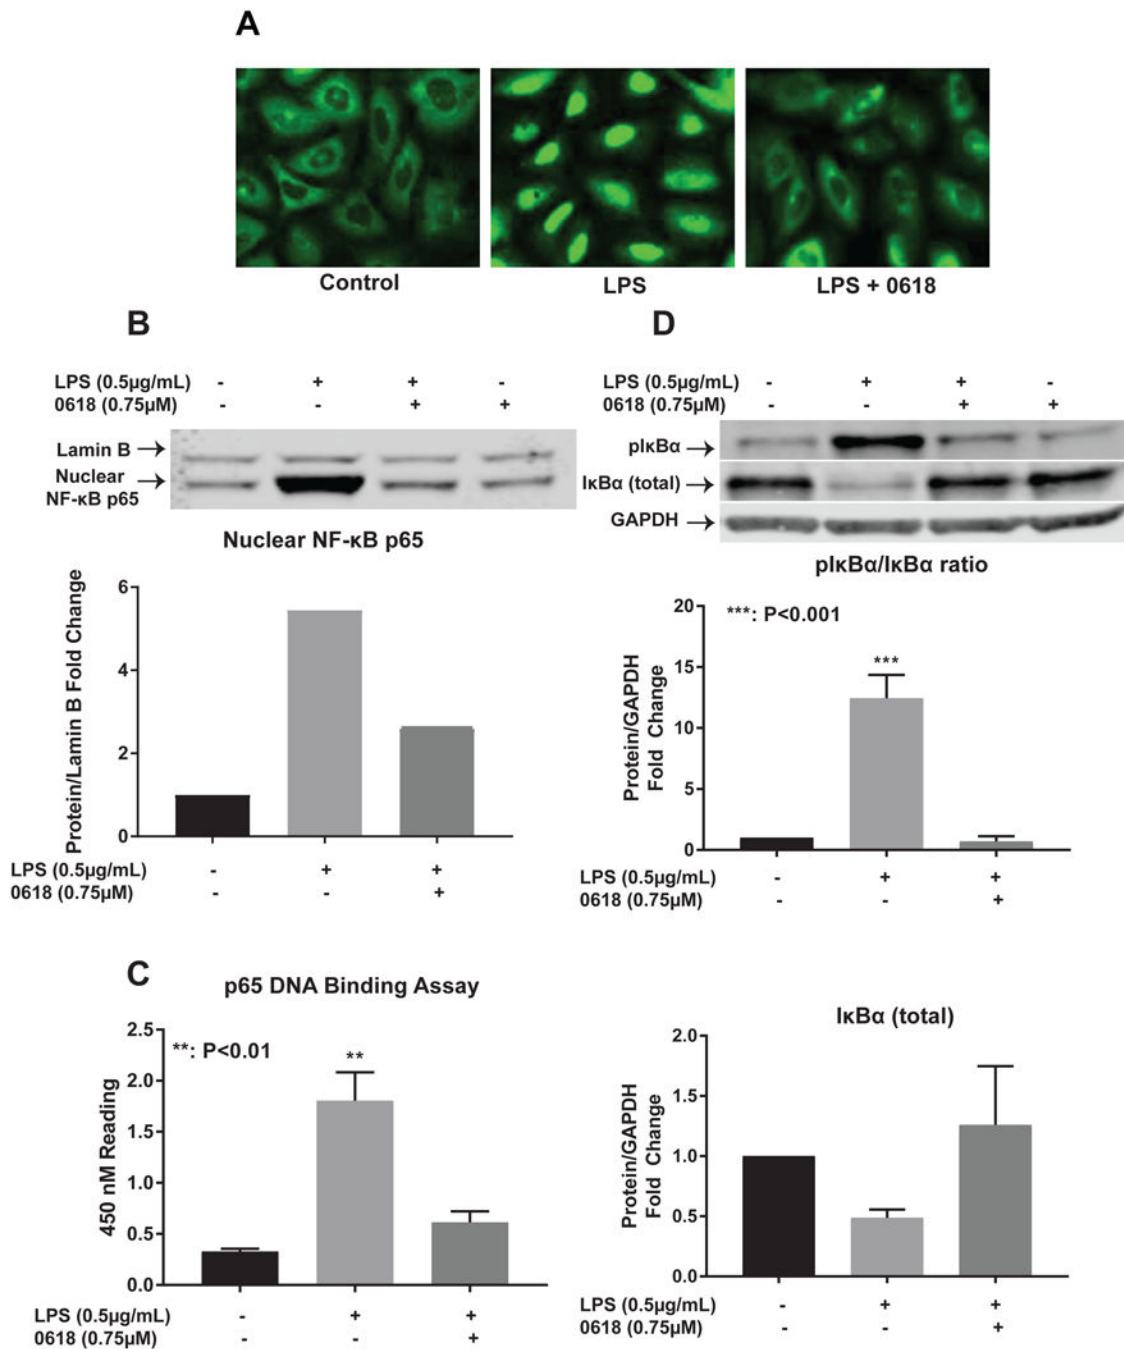 A
Control
LPS
LPS + 0618
B
LPS (0.5µg/mL) - + + -
0618 (0.75µM) - - + +
Lamin B
Nuclear
NF-κB p65
Nuclear NF-κB p65
Protein/Lamin B Fold Change
6
4
2
0
LPS (0.5µg/mL) - + +
0618 (0.75µM) - - +
D
LPS (0.5µg/mL) - + + -
0618 (0.75µM) - - + +
pIκBα
IκBα (total)
GAPDH
pIκBα/IκBα ratio
***: P<0.001
Protein/GAPDH
Fold Change
20
15
10
5
0
***
LPS (0.5µg/mL) - + +
0618 (0.75µM) - - +
C
p65 DNA Binding Assay
**: P<0.01
450 nM Reading
2.5
2.0
1.5
1.0
0.5
0.0
**
LPS (0.5µg/mL) - + +
0618 (0.75µM) - - +
IκBα (total)
Protein/GAPDH
Fold Change
2.0
1.5
1.0
0.5
0.0
LPS (0.5µg/mL) - + +
0618 (0.75µM) - - +